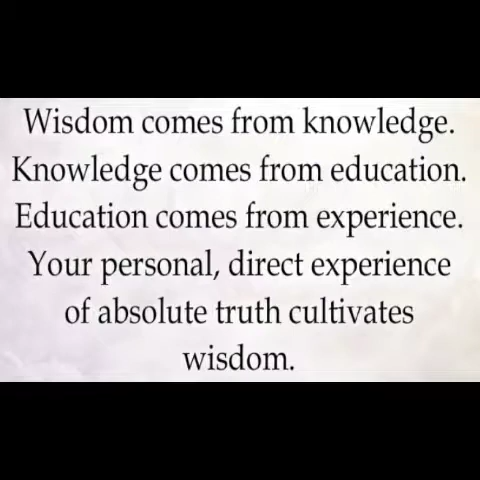 Wisdom comes from knowledge.
Knowledge comes from education.
Education comes from experience.
Your personal, direct experience
of absolute truth cultivates
wisdom.